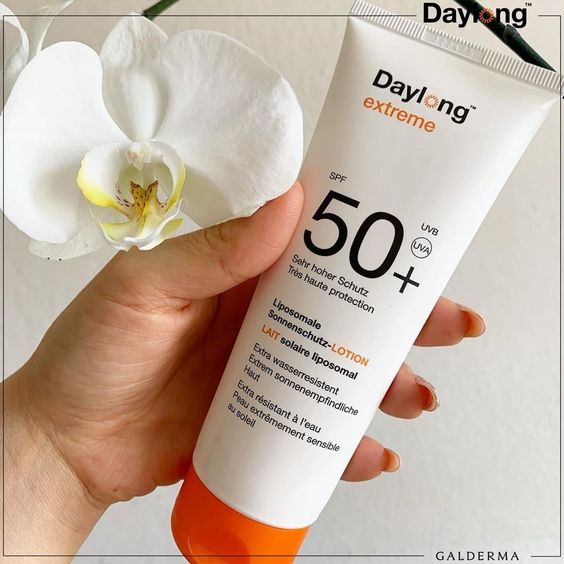 Daylong™
Daylong™
extreme
SPF
50+
UVB
UVA
Sehr hoher Schutz
Très haute protection
Liposomale
Sonnenschutz-LOTION
LAIT solaire liposomal
Extra wasserresistent
Extrem sonnenempfindliche
Haut
Extra résistant à l'eau
Peau extrêmement sensible
au soleil
GALDERMA